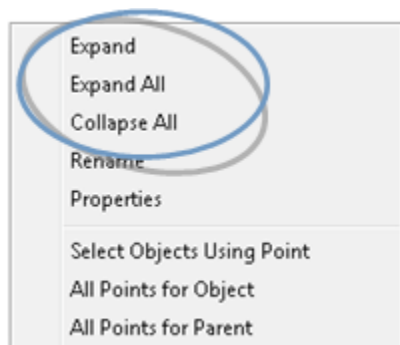 Expand
Expand All
Collapse All
Rename
Properties
Select Objects Using Point
All Points for Object
All Points for Parent